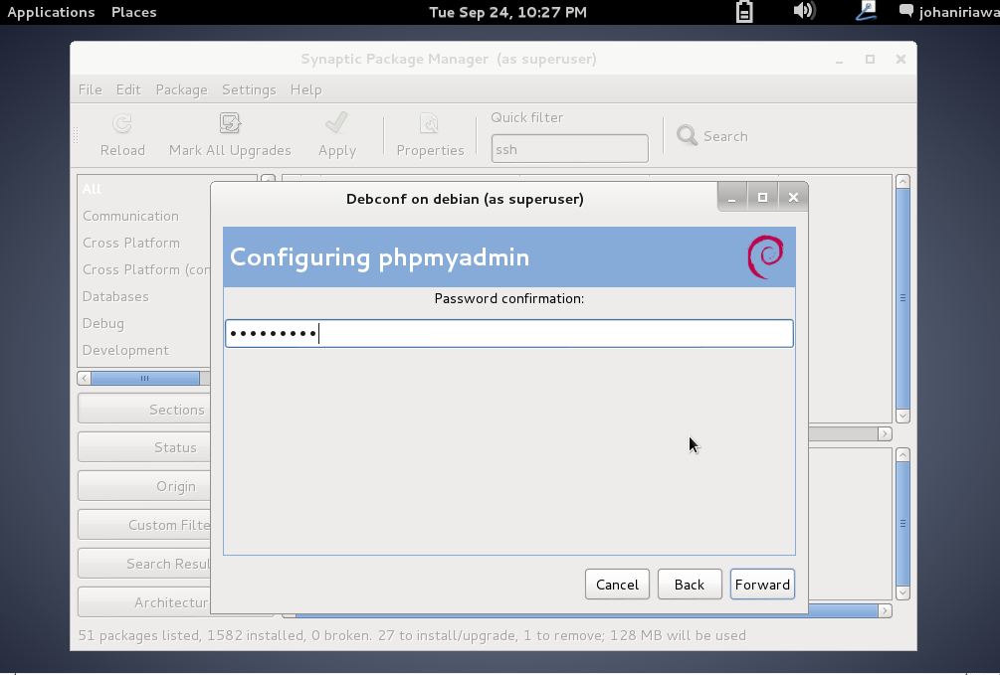 Applications Places Tue Sep 24, 10:27 PM johaniriawa
Synaptic Package Manager (as superuser)
File Edit Package Settings Help
Reload Mark All Upgrades Apply Properties Quick filter Search
ssh
All
Communication
Cross Platform
Cross Platform (con
Databases
Debug
Development
Debconf on debian (as superuser)
Configuring phpmyadmin
Password confirmation:
•••••••••
Sections
Status
Origin
Custom Filte
Search Resul
Architectur
Cancel Back Forward
51 packages listed, 1582 installed, 0 broken. 27 to install/upgrade, 1 to remove; 128 MB will be used